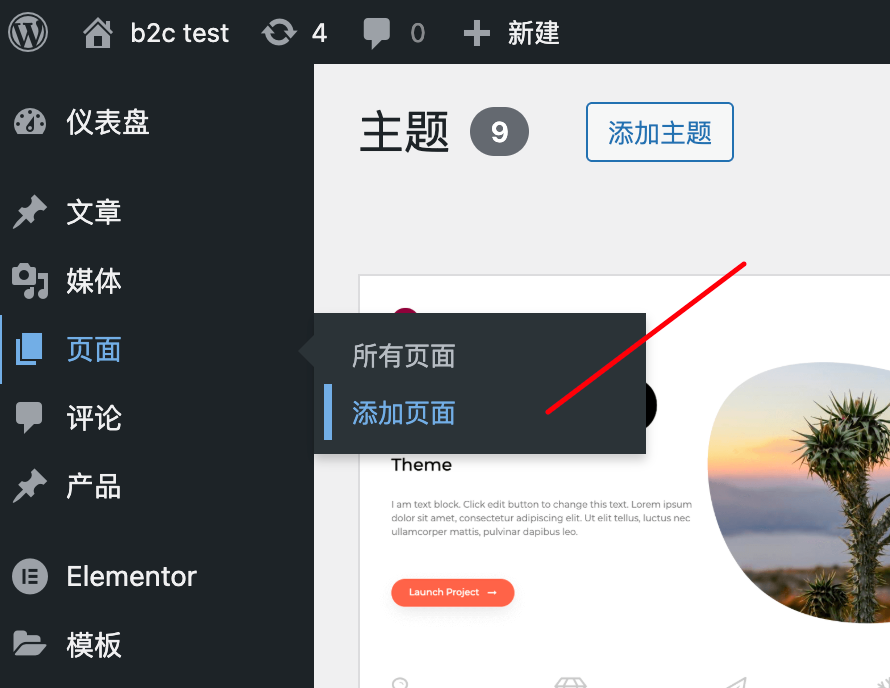 b2c test 4 0 新建
仪表盘
主题 9 添加主题
文章
媒体
页面
所有页面
添加页面
评论
产品
Elementor
模板
Theme
I am text block. Click edit button to change this text. Lorem ipsum
dolor sit amet, consectetur adipiscing elit. Ut elit tellus, luctus nec
ullamcorper mattis, pulvinar dapibus leo.
Launch Project →